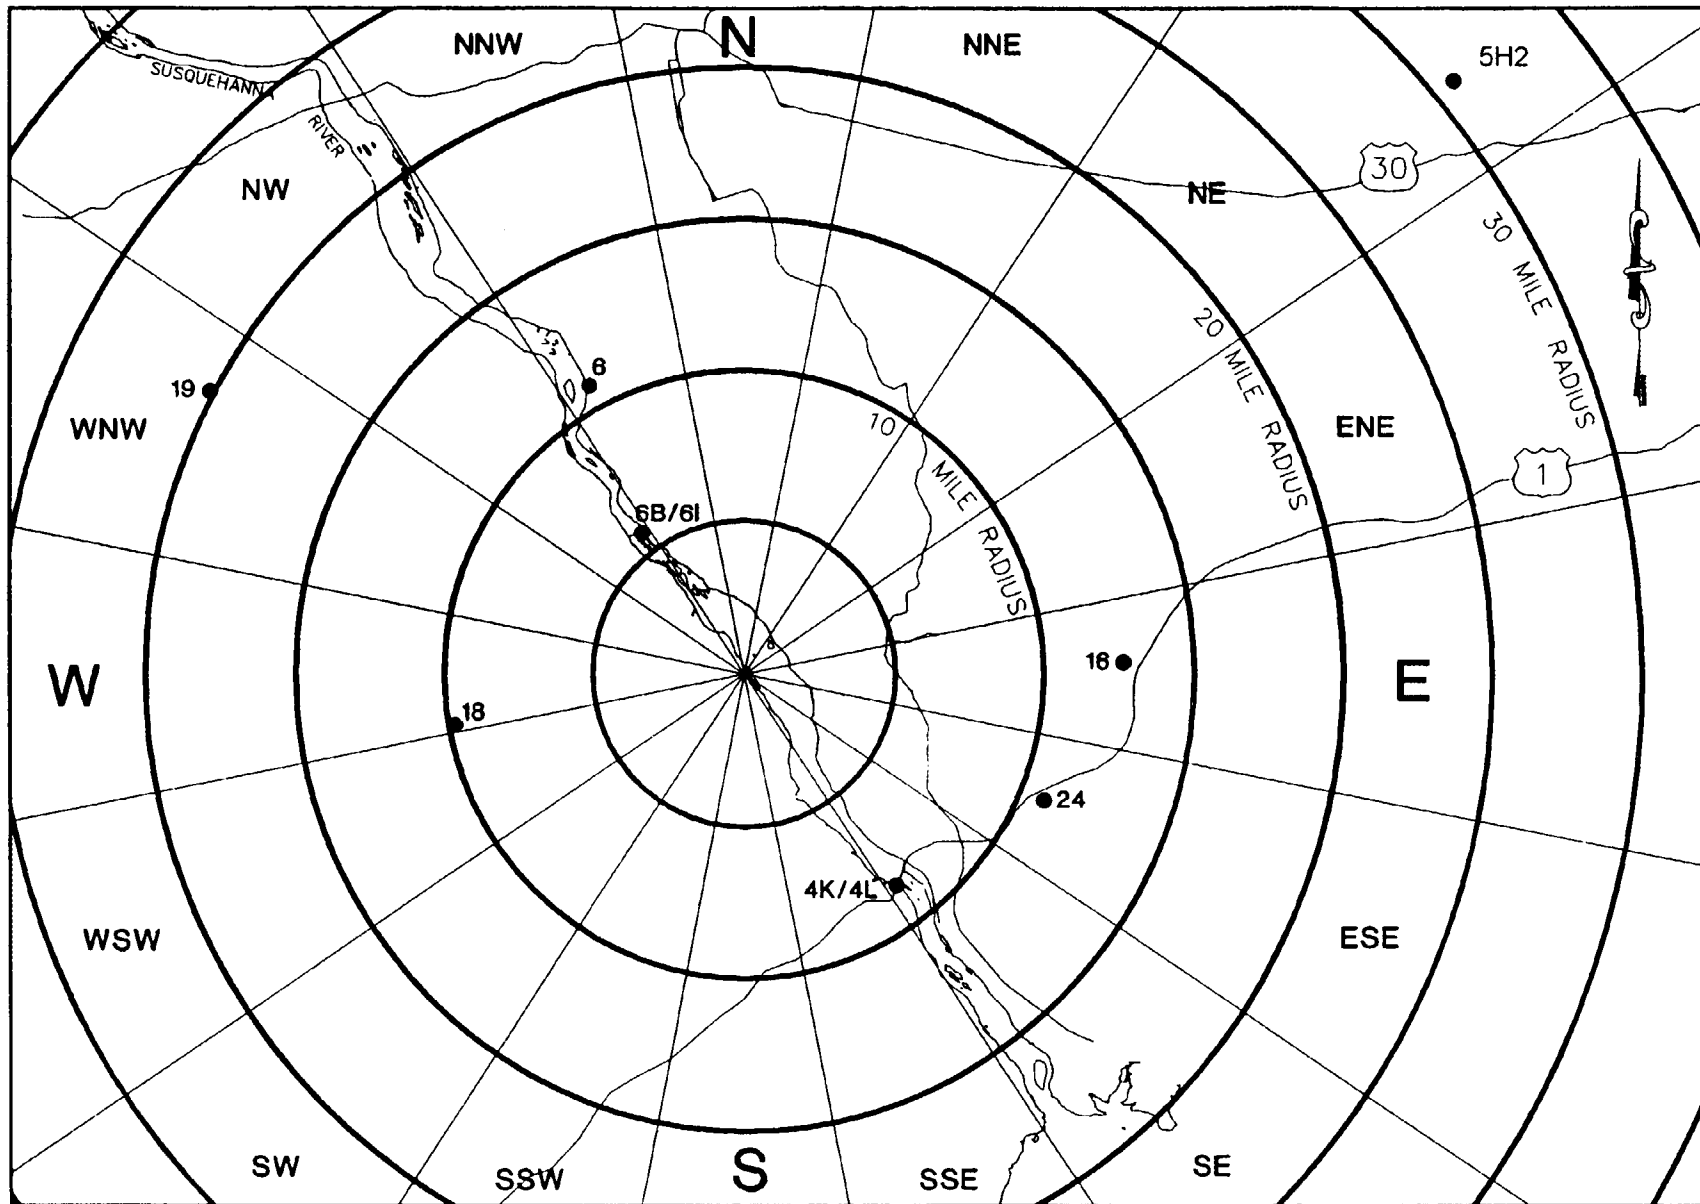 NNW
N
NNE
5H2
SUSQUEHANNA
RIVER
30
NW
NE
30 MILE RADIUS
20 MILE RADIUS
6
19
WNW
10 MILE RADIUS
ENE
1
6B/6I
W
16
E
18
24
4K/4L
WSW
ESE
SW
SSW
S
SSE
SE